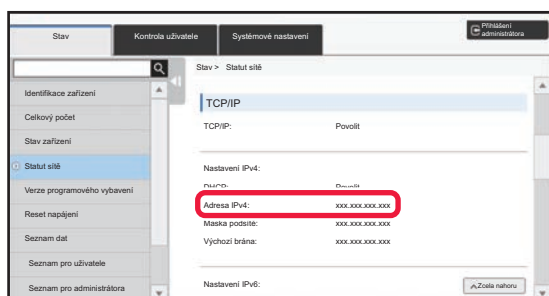 Stav
Kontrola uživatele
Systémové nastavení
Přihlášení
administrátora
Stav > Statut sítě
Identifikace zařízení
Celkový počet
Stav zařízení
Statut sítě
Verze programového vybavení
Reset napájení
Seznam dat
Seznam pro uživatele
Seznam pro administrátora
TCP/IP
TCP/IP: Povolit
Nastavení IPv4:
DHCP: Povolit
Adresa IPv4: xxx.xxx.xxx.xxx
Maska podsítě: xxx.xxx.xxx.xxx
Výchozí brána: xxx.xxx.xxx.xxx
Nastavení IPv6:
Zcela nahoru